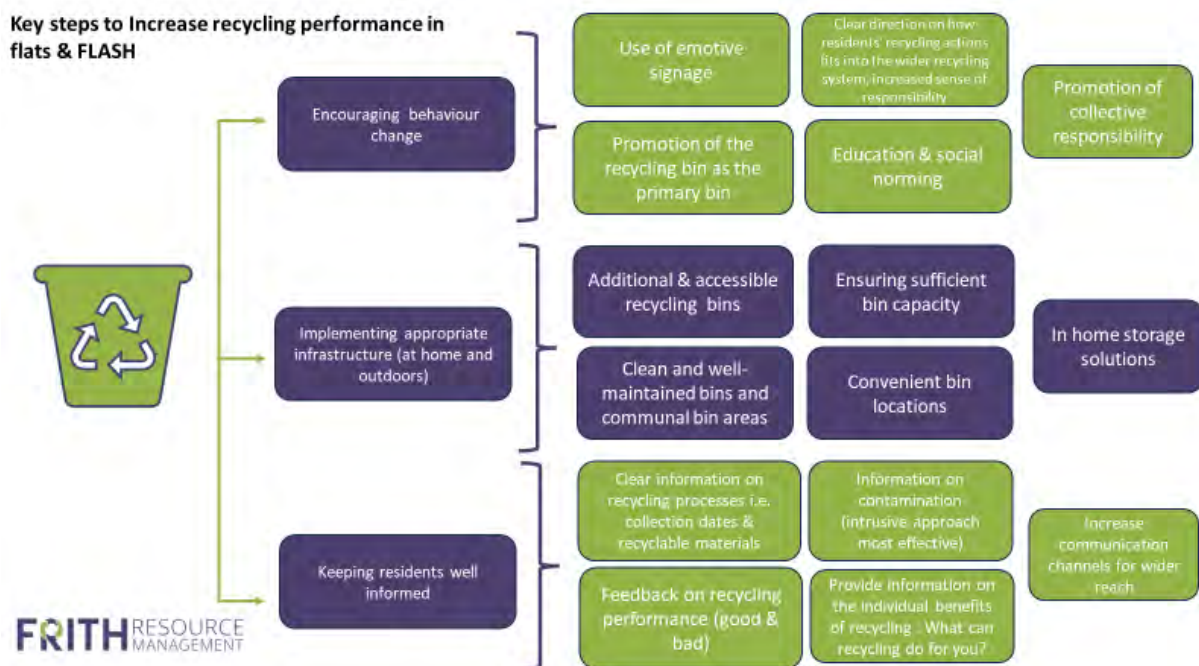 Key steps to Increase recycling performance in
flats & FLASH
Encouraging behaviour
change
Use of emotive
signage
Clear direction on how
residents' recycling actions
fits into the wider recycling
system, increased sense of
responsibility
Promotion of the
recycling bin as the
primary bin
Education & social
norming
Promotion of
collective
responsibility
Implementing appropriate
infrastructure (at home and
outdoors)
Additional & accessible
recycling bins
Ensuring sufficient
bin capacity
Clean and well-
maintained bins and
communal bin areas
Convenient bin
locations
In home storage
solutions
Keeping residents well
informed
Clear information on
recycling processes i.e.
collection dates &
recyclable materials
Information on
contamination
(intrusive approach
most effective)
Feedback on recycling
performance (good &
bad)
Provide information on
the individual benefits
of recycling : What can
recycling do for you?
Increase
communication
channels for wider
reach
FRITH RESOURCE
MANAGEMENT